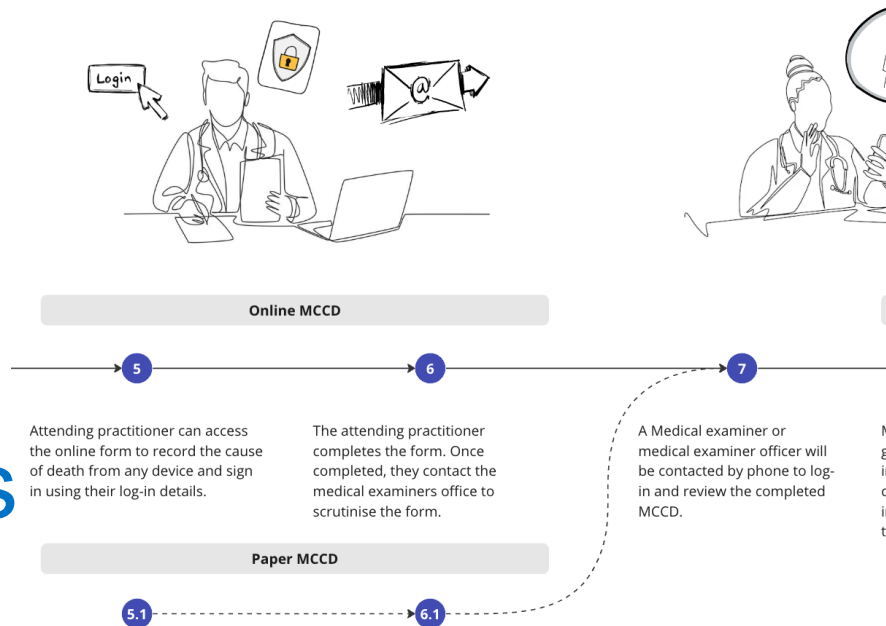 Login
@
Online MCCD
5
6
7
Attending practitioner can access
the online form to record the cause
of death from any device and sign
in using their log-in details.
The attending practitioner
completes the form. Once
completed, they contact the
medical examiners office to
scrutinise the form.
A Medical examiner or
medical examiner officer will
be contacted by phone to log-
in and review the completed
MCCD.
Paper MCCD
5.1
6.1